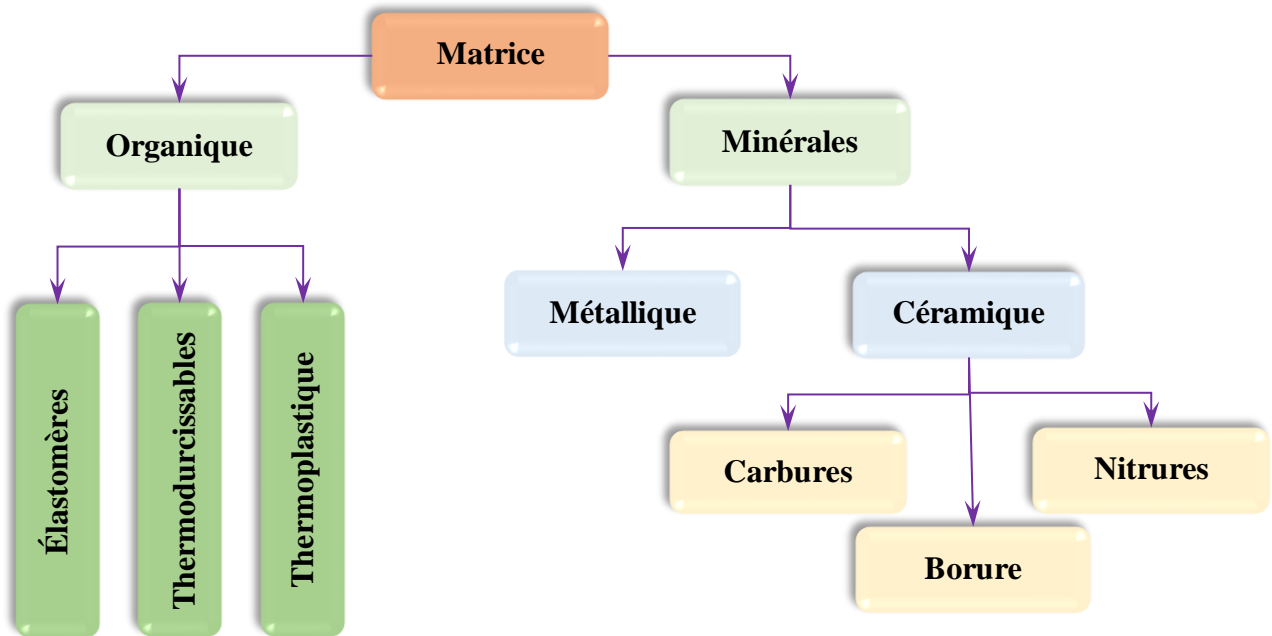 Matrice
Organique
Minérales
Métallique
Céramique
Élastomères
Thermodurcissables
Thermoplastique
Carbures
Nitrures
Borure